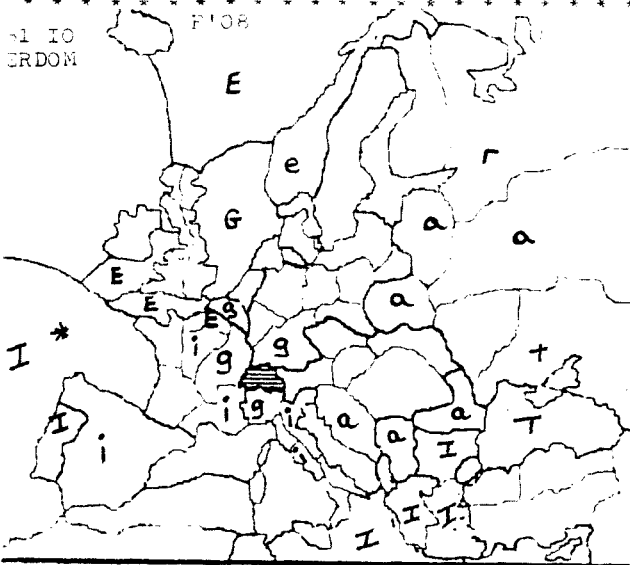 F'08
IO
ERDOM
E
e r
G a a
E
E E g a
I * i g g t
i g i a a a T
I i i I
I I I